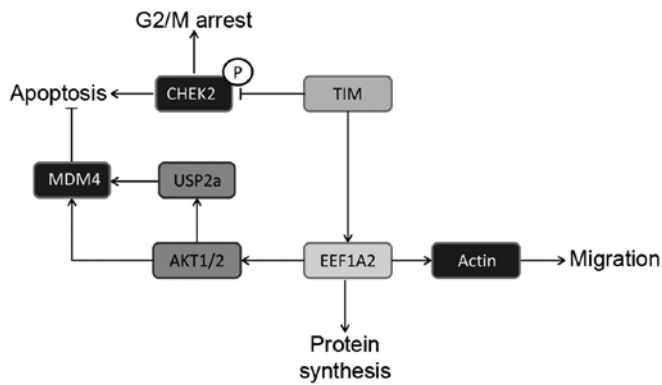 G2/M arrest
P
Apoptosis
CHEK2
TIM
MDM4
USP2a
AKT1/2
EEF1A2
Actin
Migration
Protein
synthesis